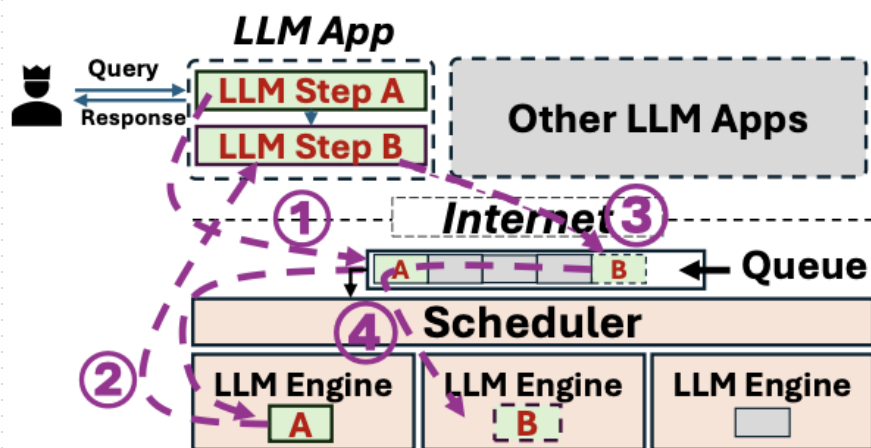 LLM App
Query
Response
LLM Step A
LLM Step B
Other LLM Apps
①
Internet
③
A
B
Queue
④
Scheduler
②
LLM Engine
A
LLM Engine
B
LLM Engine